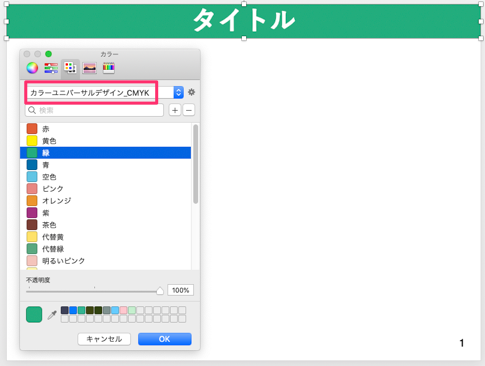 タイトル
カラー
カラーユニバーサルデザイン_CMYK
検索
赤
黄色
緑
青
空色
ピンク
オレンジ
紫
茶色
代替黄
代替緑
明るいピンク
不透明度
100%
キャンセル
OK
1